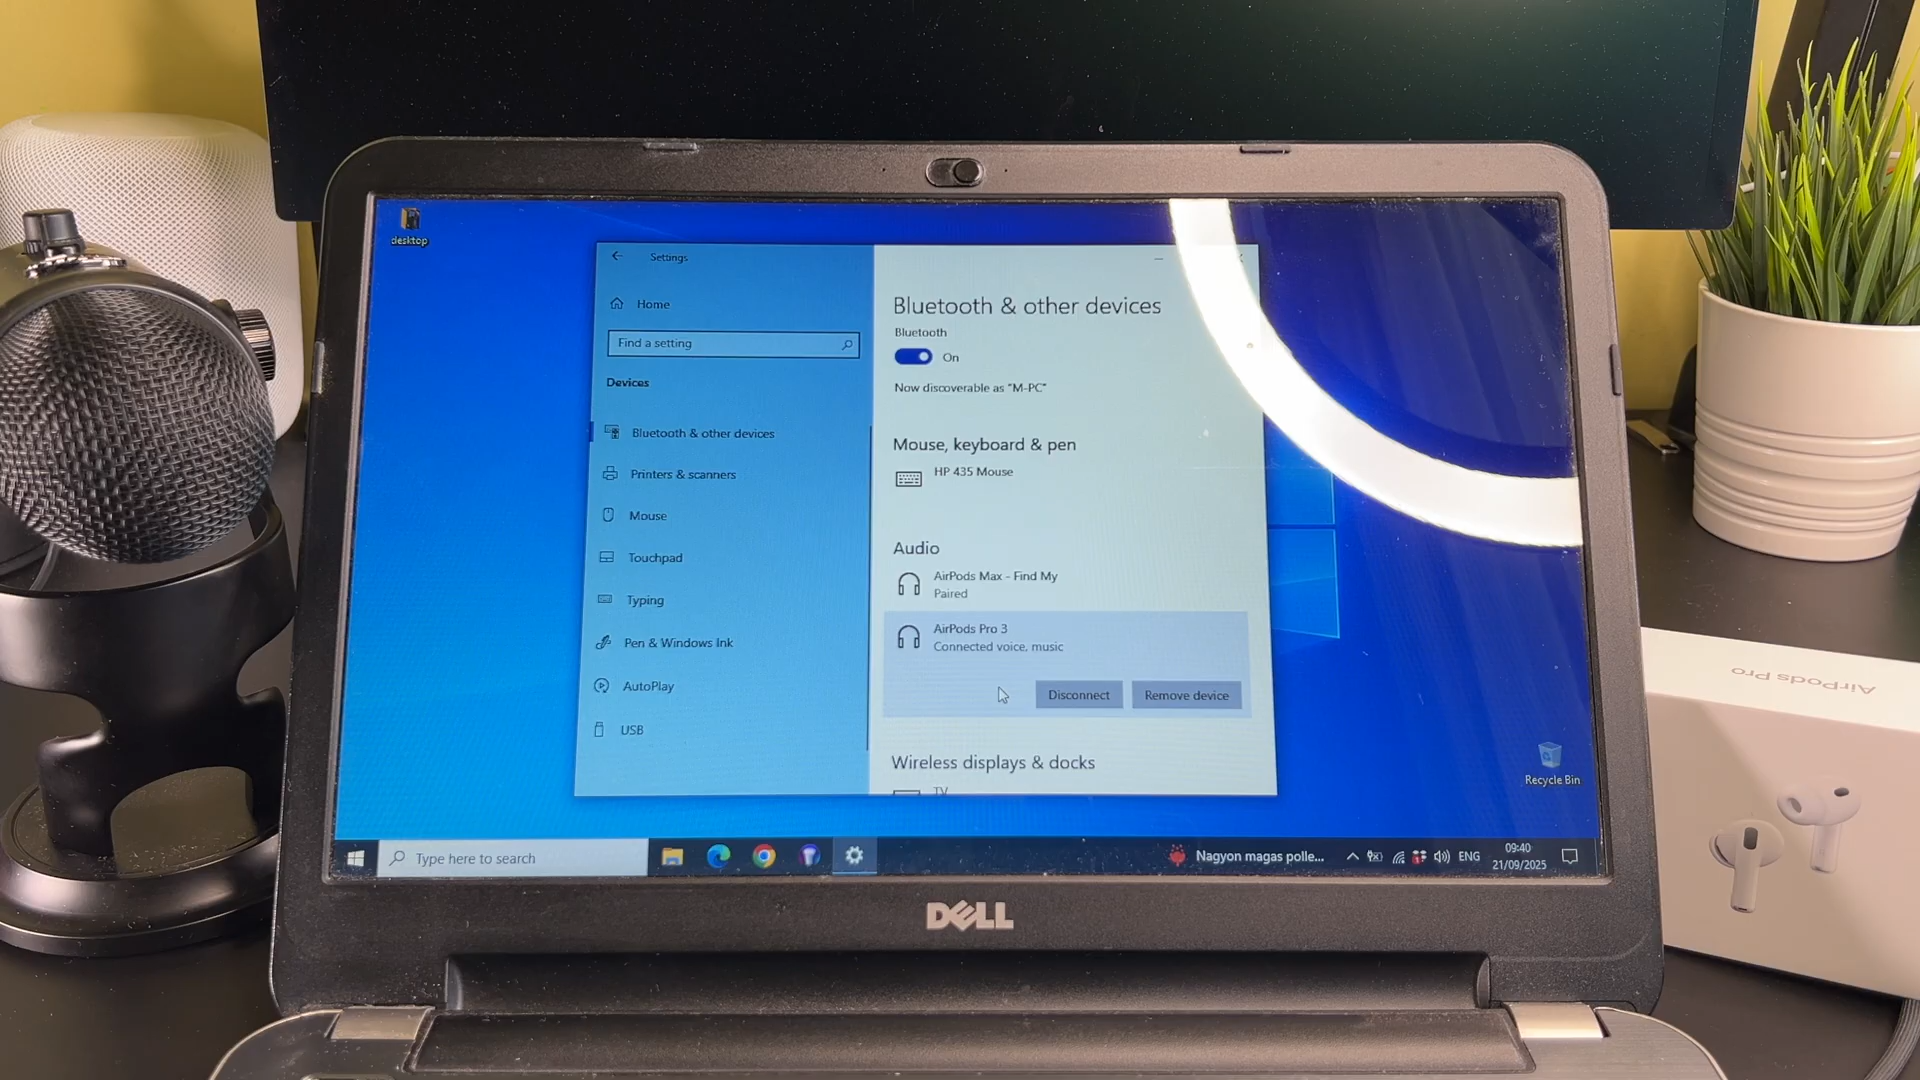 desktop
Settings
Home
Find a setting
Devices
Bluetooth & other devices
Printers & scanners
Mouse
Touchpad
Typing
Pen & Windows Ink
AutoPlay
USB
Bluetooth & other devices
Bluetooth
On
Now discoverable as "M-PC"
Mouse, keyboard & pen
HP 435 Mouse
Audio
AirPods Max - Find My
Paired
AirPods Pro 3
Connected voice, music
Disconnect
Remove device
Wireless displays & docks
TV
Recycle Bin
Type here to search
Nagyon magas polle...
ENG
09:40
21/09/2025
DELL
AirPods Pro